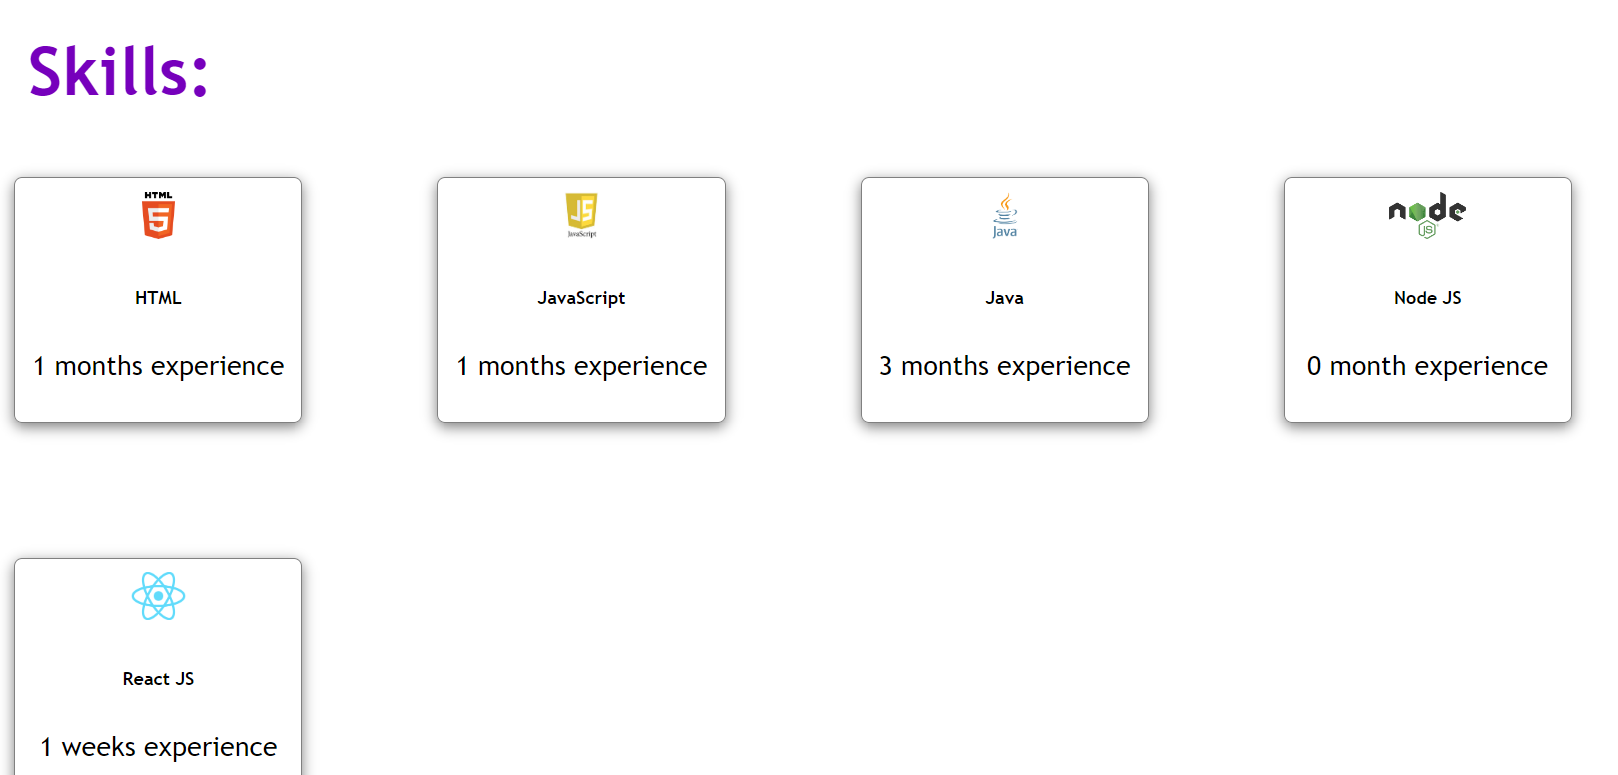 Skills:
HTML
5
HTML
1 months experience
JS
JavaScript
JavaScript
1 months experience
Java
Java
3 months experience
node
JS
Node JS
0 month experience
React JS
1 weeks experience